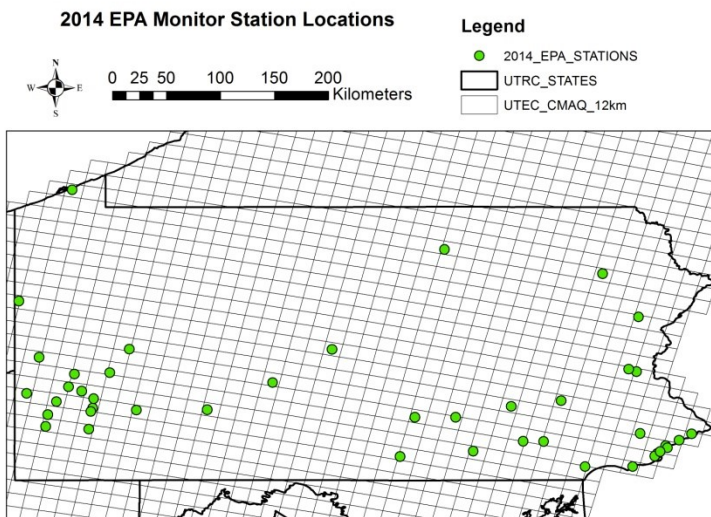 2014 EPA Monitor Station Locations
Legend
2014_EPA_STATIONS
UTRC_STATES
UTEC_CMAQ_12km
N
W E
S
0 25 50 100 150 200
Kilometers